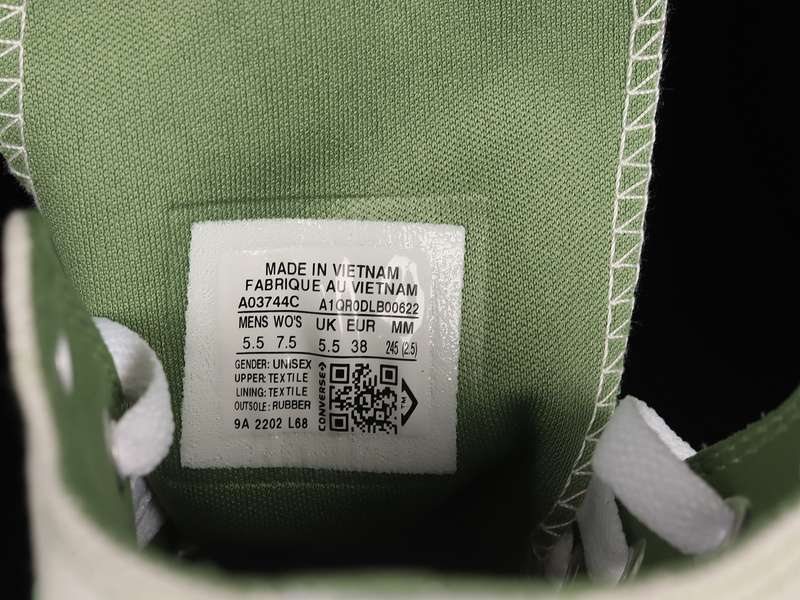 MADE IN VIETNAM
FABRIQUE AU VIETNAM
A03744C A1QR0DLB00622
MENS WO'S UK EUR MM
5.5 7.5 5.5 38 245 (2.5)
GENDER: UNISEX
UPPER: TEXTILE
LINING: TEXTILE
OUTSOLE: RUBBER
9A 2202 L68
CONVERSE
TM